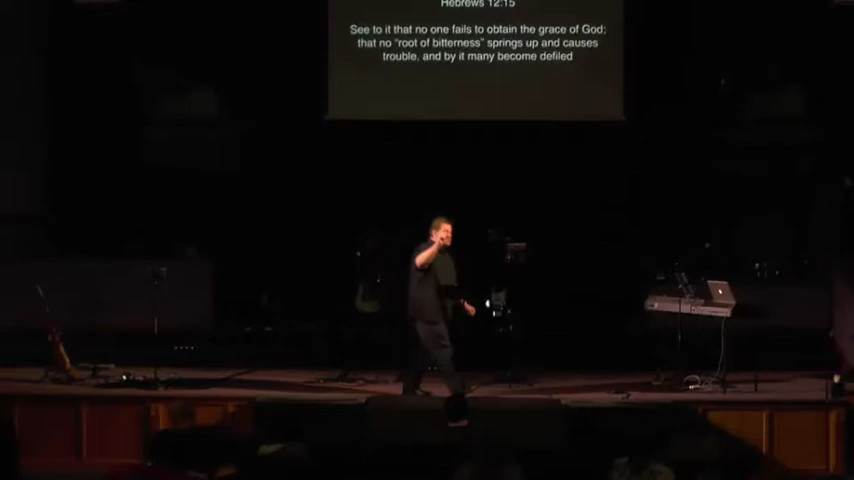 Hebrews 12:15
See to it that no one fails to obtain the grace of God;
that no “root of bitterness” springs up and causes
trouble, and by it many become defiled